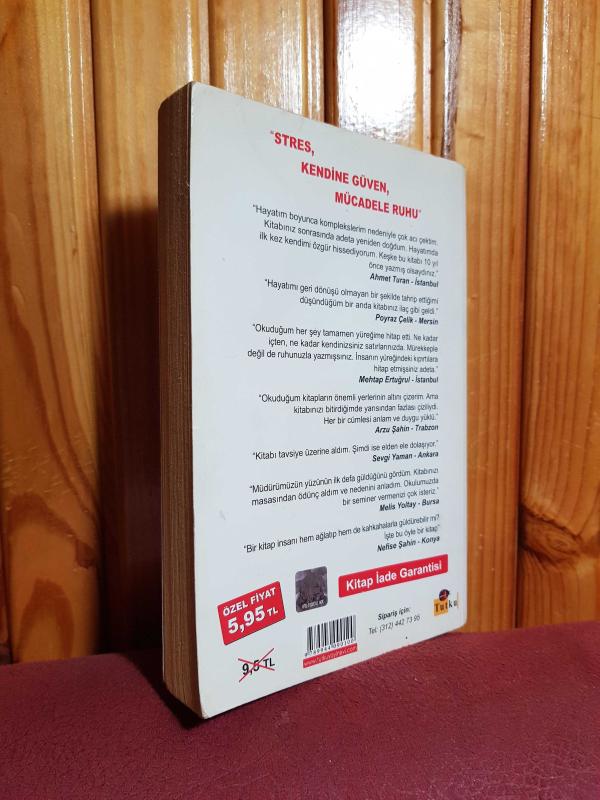 "STRES,
KENDİNE GÜVEN,
MÜCADELE RUHU"
"Hayatım boyunca komplekslerim nedeniyle çok acı çektim.
Kitabınız sonrasında adeta yeniden doğdum. Hayatımda
ilk kez kendimi özgür hissediyorum. Keşke bu kitabı 10 yıl
önce yazmış olsaydınız."
Ahmet Turan - İstanbul
"Hayatımı geri dönüşü olmayan bir şekilde tahrip ettiğimi
düşündüğüm bir anda kitabınız ilaç gibi geldi."
Poyraz Çelik - Mersin
"Okuduğum her şey tamamen yüreğime hitap etti. Ne kadar
içten, ne kadar kendinizsiniz satırlarınızda. Mürekkeple
değil de ruhunuzla yazmışsınız. İnsanın yüreğindeki kıpırtılara
hitap etmişsiniz adeta."
Mehtap Ertuğrul - İstanbul
"Okuduğum kitapların önemli yerlerinin altını çizerim. Ama
kitabınızı bitirdiğimde yarısından fazlası çiziliydi.
Her bir cümlesi anlam ve duygu yüklü."
Arzu Şahin - Trabzon
"Kitabı tavsiye üzerine aldım. Şimdi ise elden ele dolaşıyor."
Sevgi Yaman - Ankara
"Müdürümüzün yüzünün ilk defa güldüğünü gördüm. Kitabınızı
masasından ödünç aldım ve nedenini anladım. Okulumuzda
bir seminer vermenizi çok isteriz."
Melis Yoltay - Bursa
"Bir kitap insanı hem ağlatıp hem de kahkahalarla güldürebilir mi?
İşte bu öyle bir kitap"
Nefise Şahin - Konya
Kitap İade Garantisi
ÖZEL FİYAT
5,95 TL
9,5 TL
Sipariş için:
Tel: (312) 442 73 95
Tutku